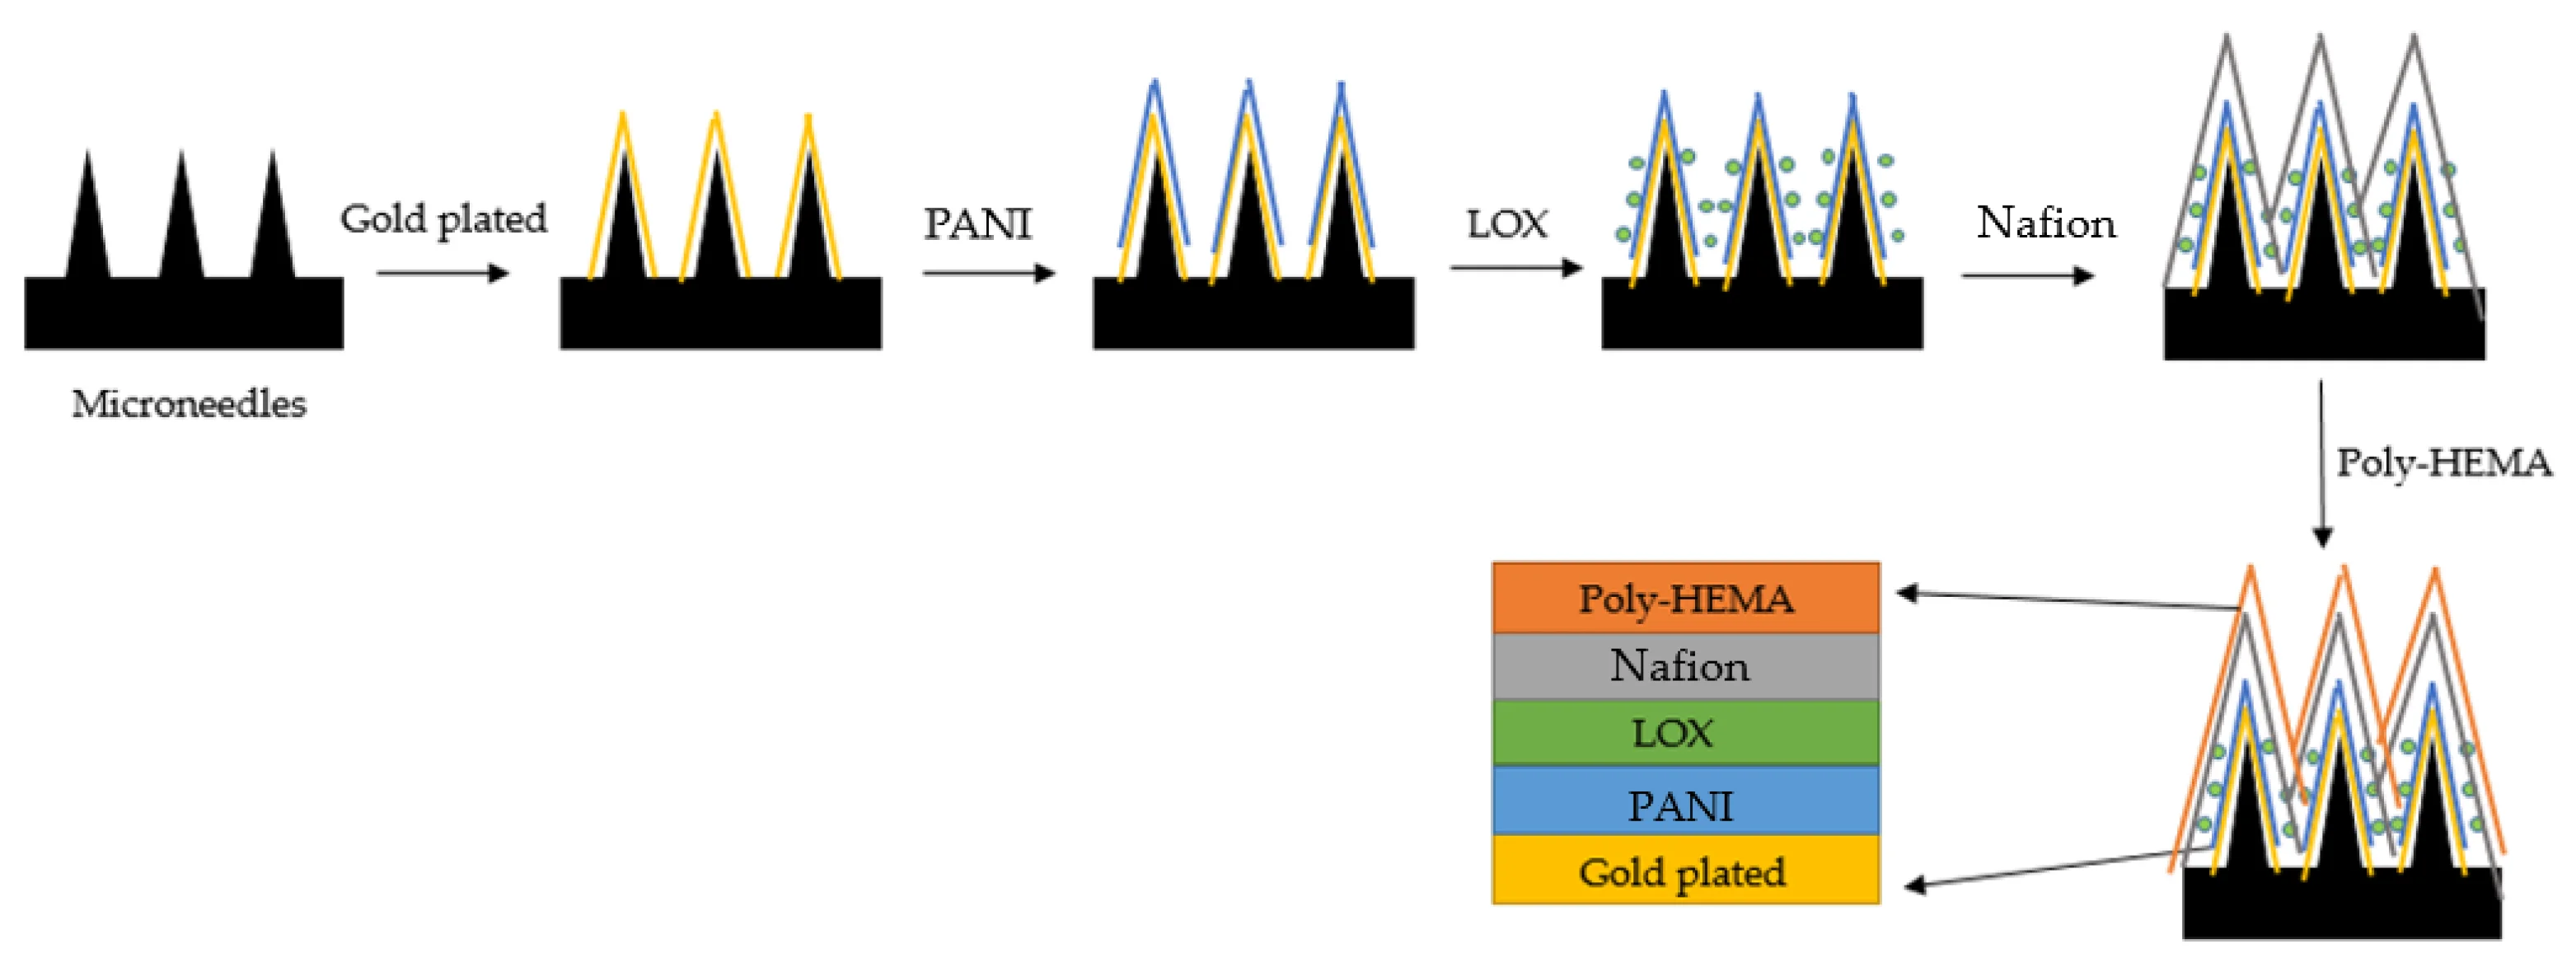 Microneedles
Gold plated
PANI
LOX
Nafion
Poly-HEMA
Poly-HEMA
Nafion
LOX
PANI
Gold plated